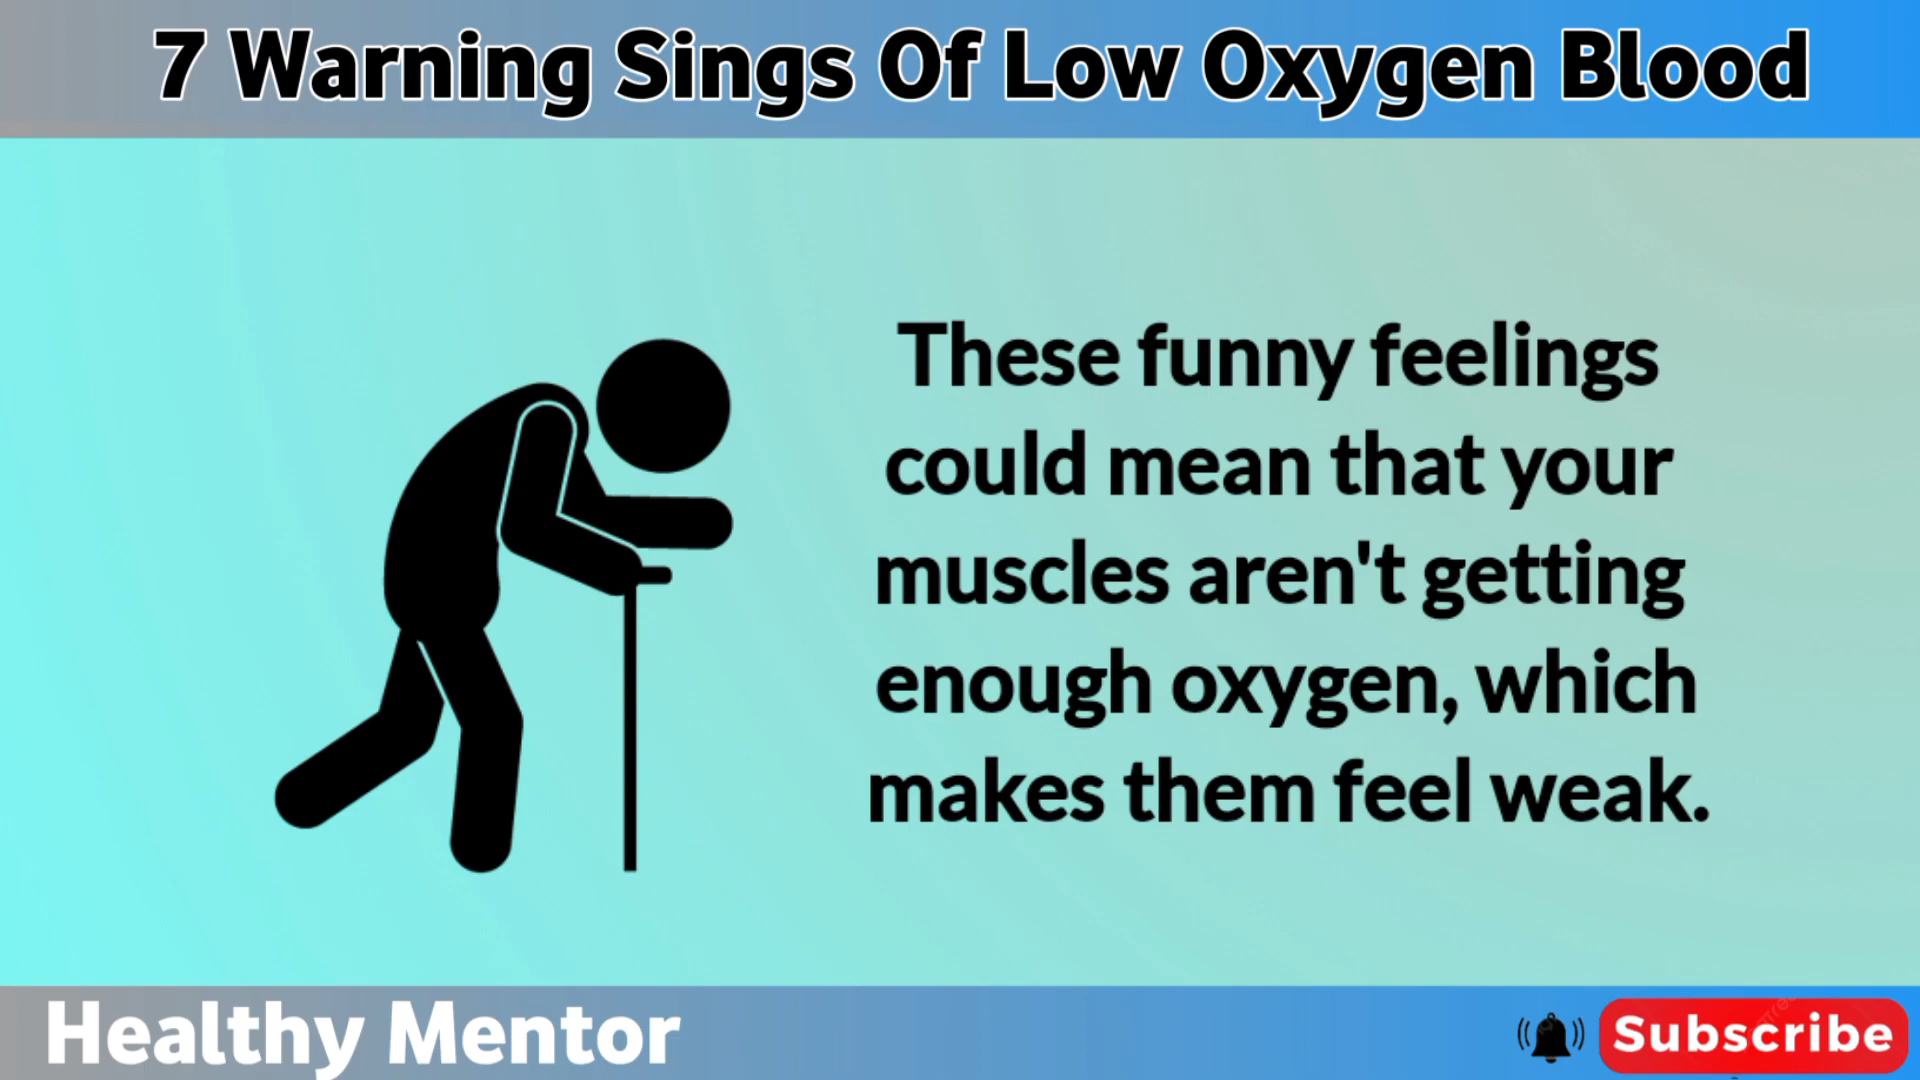 7 Warning Sings Of Low Oxygen Blood
These funny feelings
could mean that your
muscles aren't getting
enough oxygen, which
makes them feel weak.
Healthy Mentor
Subscribe